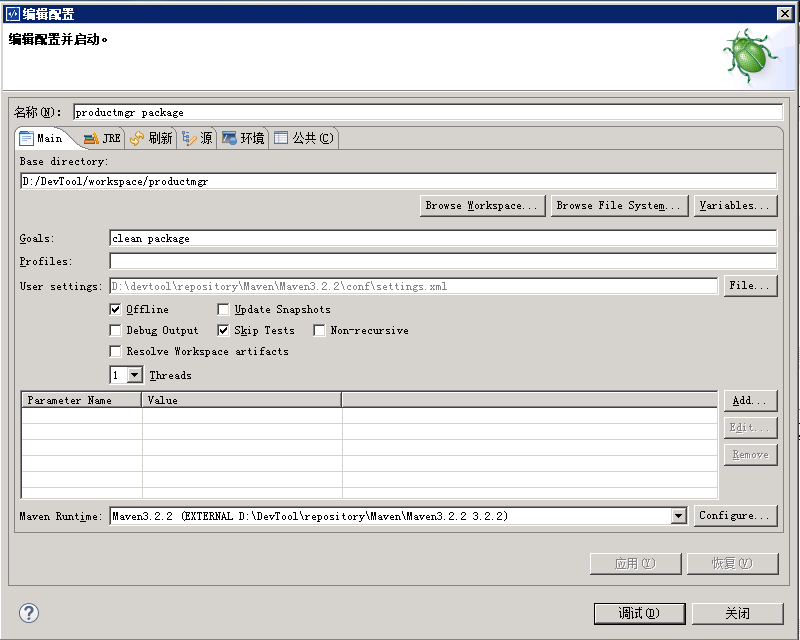 编辑配置
编辑配置并启动。
名称(N): productmgr package
Main JRE 刷新 源 环境 公共(C)
Base directory:
D:/DevTool/workspace/productmgr
Browse Workspace... Browse File System... Variables...
Goals: clean package
Profiles:
User settings: D:\devtool\repository\Maven\Maven3.2.2\conf\settings.xml File...
Offline Update Snapshots
Debug Output Skip Tests Non-recursive
Resolve Workspace artifacts
1 Threads
Parameter Name Value Add...
Edit...
Remove
Maven Runtime: Maven3.2.2 (EXTERNAL D:\DevTool\repository\Maven\Maven3.2.2 3.2.2) Configure...
应用(Y) 恢复(V)
? 调试(D) 关闭